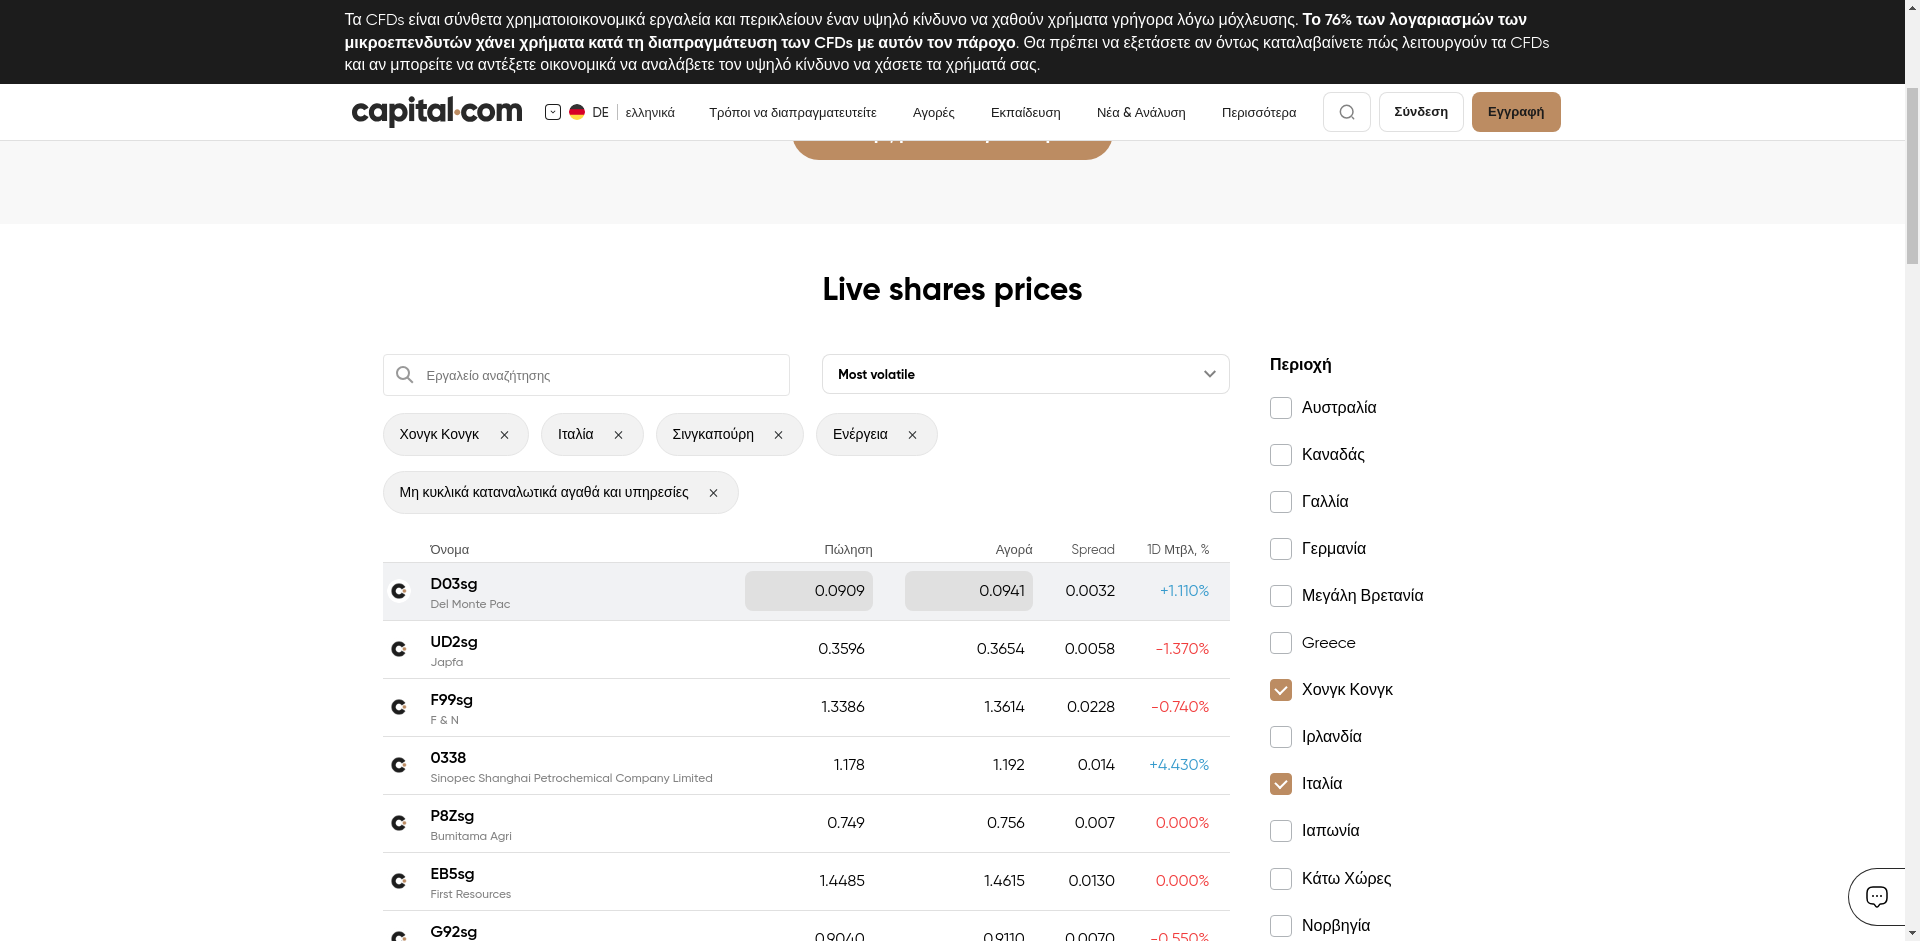 Τα CFDs είναι σύνθετα χρηματοιοικονομικά εργαλεία και περικλείουν έναν υψηλό κίνδυνο να χαθούν χρήματα γρήγορα λόγω μόχλευσης. Το 76% των λογαριασμών των
μικροεπενδυτών χάνει χρήματα κατά τη διαπραγμάτευση των CFDs με αυτόν τον πάροχο. Θα πρέπει να εξετάσετε αν όντως καταλαβαίνετε πώς λειτουργούν τα CFDs
και αν μπορείτε να αντέξετε οικονομικά να αναλάβετε τον υψηλό κίνδυνο να χάσετε τα χρήματά σας.
capital.com DE ελληνικά Τρόποι να διαπραγματευτείτε Αγορές Εκπαίδευση Νέα & Ανάλυση Περισσότερα Σύνδεση Εγγραφή
Live shares prices
Εργαλείο αναζήτησης Most volatile
Χονγκ Κονγκ Ιταλία Σινγκαπούρη Ενέργεια
Μη κυκλικά καταναλωτικά αγαθά και υπηρεσίες
Όνομα Πώληση Αγορά Spread 1D Μτβλ, %
D03sg 0.0909 0.0941 0.0032 +1.110%
Del Monte Pac
UD2sg 0.3596 0.3654 0.0058 -1.370%
Japfa
F99sg 1.3386 1.3614 0.0228 -0.740%
F & N
0338 1.178 1.192 0.014 +4.430%
Sinopec Shanghai Petrochemical Company Limited
P8Zsg 0.749 0.756 0.007 0.000%
Bumitama Agri
EB5sg 1.4485 1.4615 0.0130 0.000%
First Resources
G92sg 0.9040 0.9110 0.0070 -0.550%
Περιοχή
Αυστραλία
Καναδάς
Γαλλία
Γερμανία
Μεγάλη Βρετανία
Greece
Χονγκ Κονγκ
Ιρλανδία
Ιταλία
Ιαπωνία
Κάτω Χώρες
Νορβηγία